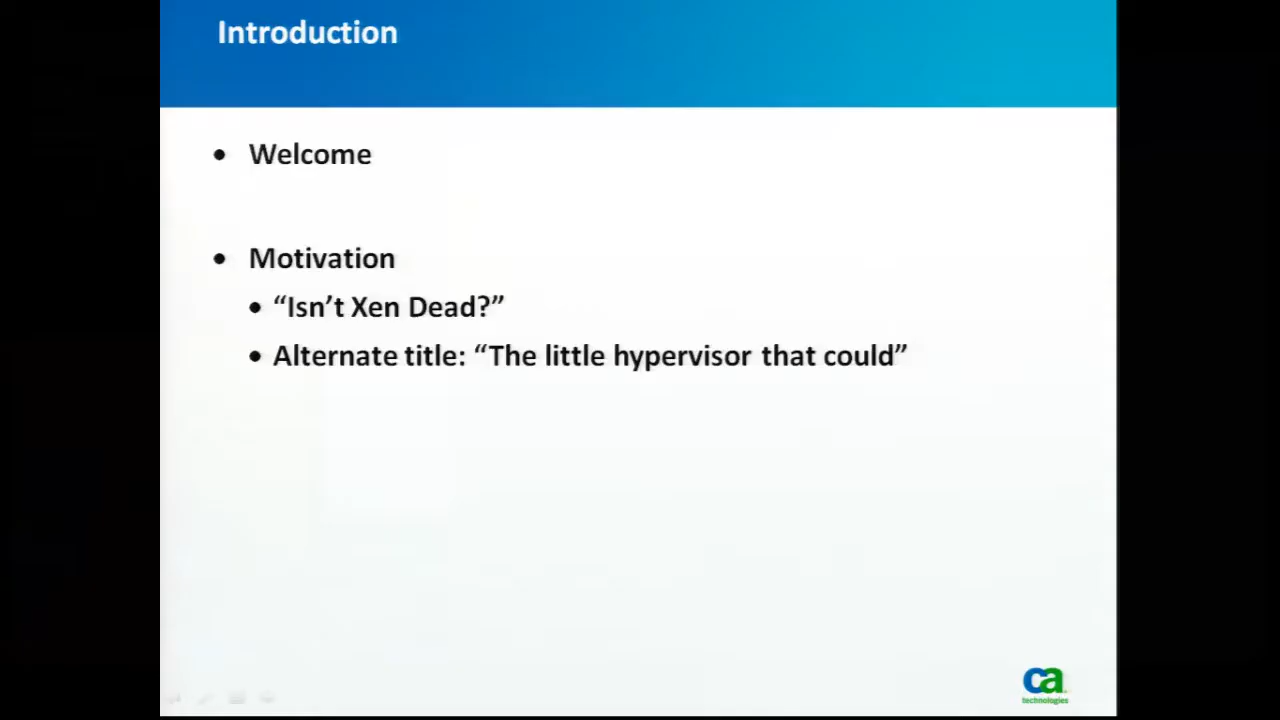 Introduction
• Welcome
• Motivation
• “Isn’t Xen Dead?”
• Alternate title: “The little hypervisor that could”
ca
technologies